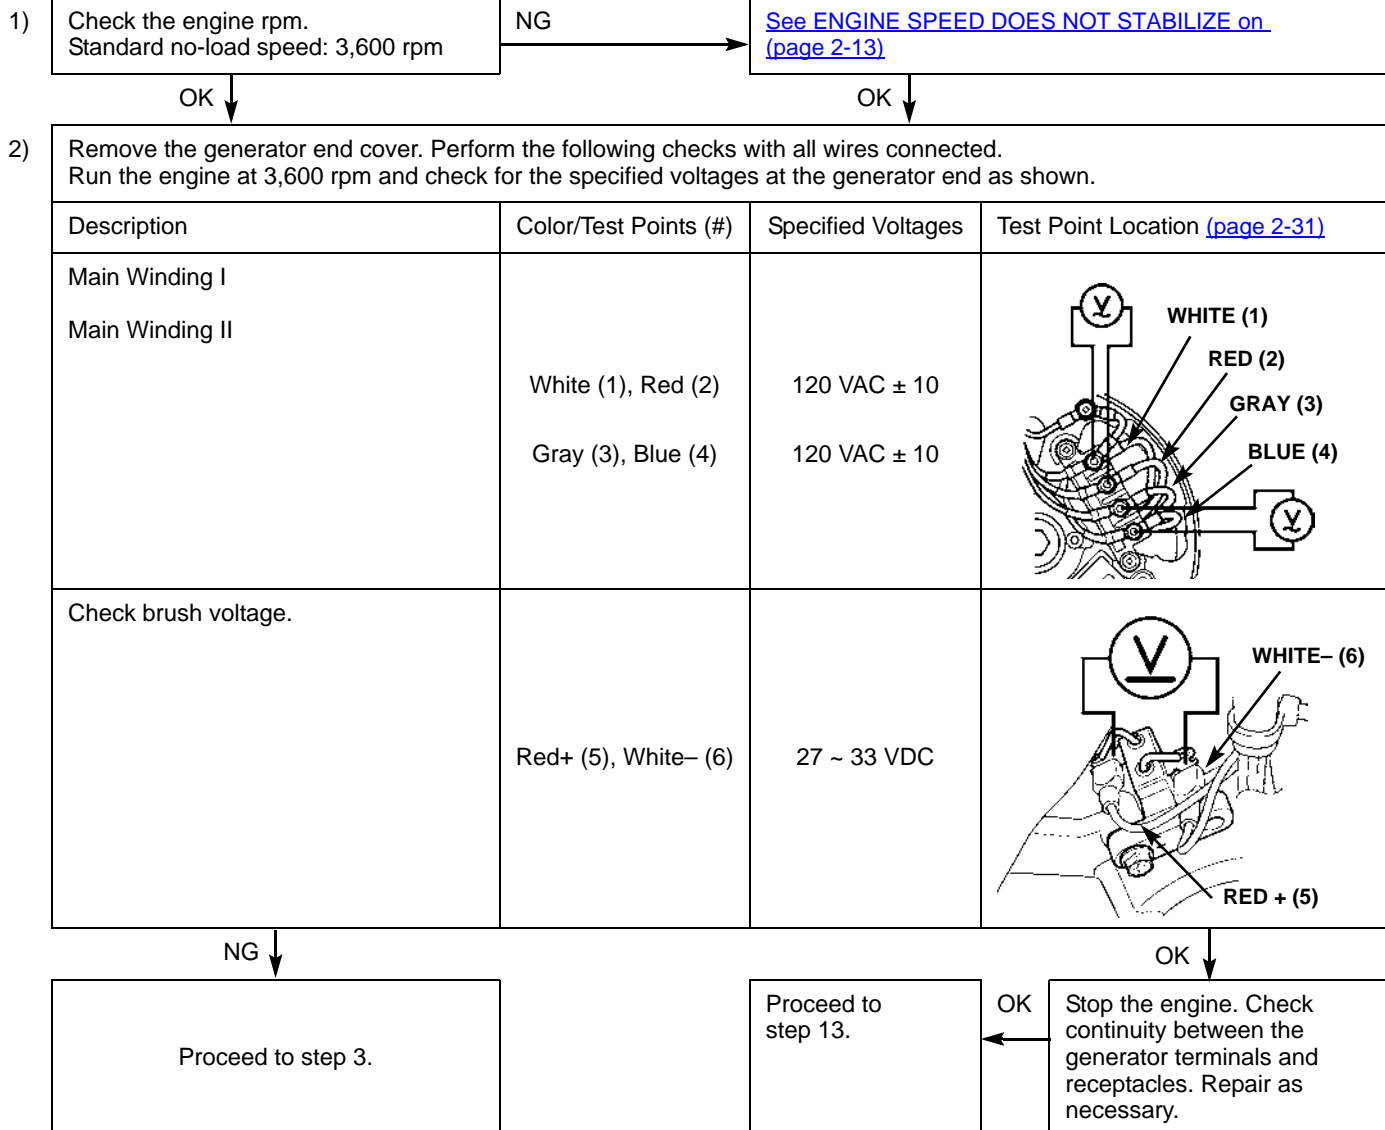 1) Check the engine rpm.
Standard no-load speed: 3,600 rpm
NG
See ENGINE SPEED DOES NOT STABILIZE on
(page 2-13)
OK
OK
2) Remove the generator end cover. Perform the following checks with all wires connected.
Run the engine at 3,600 rpm and check for the specified voltages at the generator end as shown.
Description
Color/Test Points (#)
Specified Voltages
Test Point Location (page 2-31)
Main Winding I
Main Winding II
White (1), Red (2)
120 VAC ± 10
Gray (3), Blue (4)
120 VAC ± 10
V
WHITE (1)
RED (2)
GRAY (3)
BLUE (4)
V
Check brush voltage.
Red+ (5), White– (6)
27 ~ 33 VDC
V
WHITE– (6)
RED + (5)
NG
OK
Proceed to step 3.
Proceed to
step 13.
OK
Stop the engine. Check
continuity between the
generator terminals and
receptacles. Repair as
necessary.